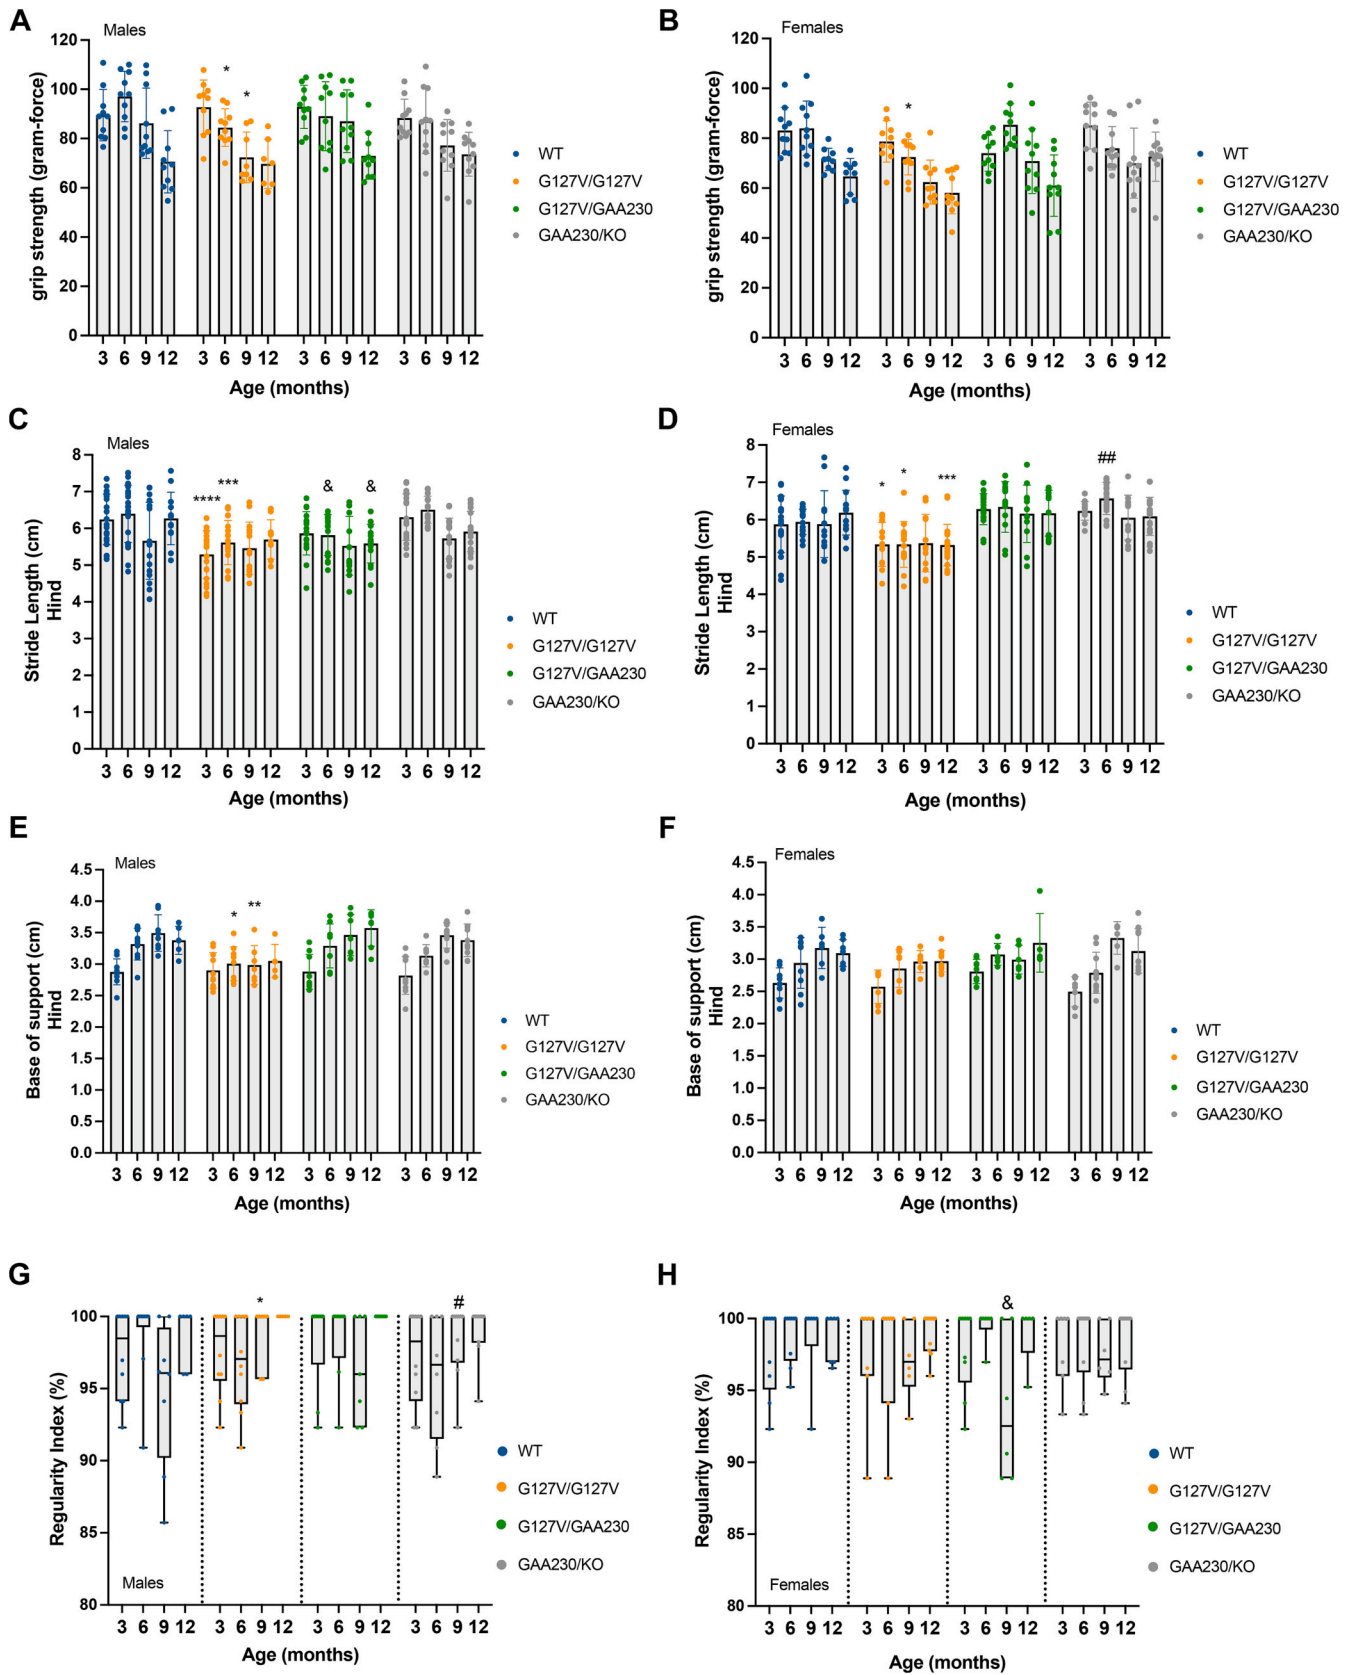 A
Males
120
100
80
60
40
20
0
grip strength (gram-force)
*
*
3 6 9 12 3 6 9 12 3 6 9 12 3 6 9 12
Age (months)
WT
G127V/G127V
G127V/GAA230
GAA230/KO
B
Females
120
100
80
60
40
20
0
grip strength (gram-force)
*
3 6 9 12 3 6 9 12 3 6 9 12 3 6 9 12
Age (months)
WT
G127V/G127V
G127V/GAA230
GAA230/KO
C
Males
8
7
6
5
4
3
2
1
0
Stride Length (cm)
Hind
**** *** & &
3 6 9 12 3 6 9 12 3 6 9 12 3 6 9 12
Age (months)
WT
G127V/G127V
G127V/GAA230
GAA230/KO
D
Females
8
7
6
5
4
3
2
1
0
Stride Length (cm)
Hind
* * *** ##
3 6 9 12 3 6 9 12 3 6 9 12 3 6 9 12
Age (months)
WT
G127V/G127V
G127V/GAA230
GAA230/KO
E
Males
4.5
4.0
3.5
3.0
2.5
2.0
1.5
1.0
0.5
0.0
Base of support (cm)
Hind
* **
3 6 9 12 3 6 9 12 3 6 9 12 3 6 9 12
Age (months)
WT
G127V/G127V
G127V/GAA230
GAA230/KO
F
Females
4.5
4.0
3.5
3.0
2.5
2.0
1.5
1.0
0.5
0.0
Base of support (cm)
Hind
3 6 9 12 3 6 9 12 3 6 9 12 3 6 9 12
Age (months)
WT
G127V/G127V
G127V/GAA230
GAA230/KO
G
100
95
90
85
80
Regularity Index (%)
* #
Males
3 6 9 12 3 6 9 12 3 6 9 12 3 6 9 12
Age (months)
WT
G127V/G127V
G127V/GAA230
GAA230/KO
H
100
95
90
85
80
Regularity Index (%)
&
Females
3 6 9 12 3 6 9 12 3 6 9 12 3 6 9 12
Age (months)
WT
G127V/G127V
G127V/GAA230
GAA230/KO